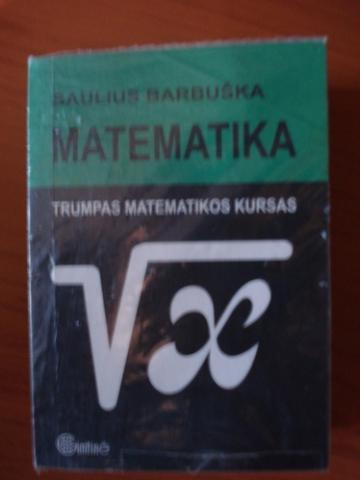 SAULIUS BARBUŠKA
MATEMATIKA
TRUMPAS MATEMATIKOS KURSAS
√x